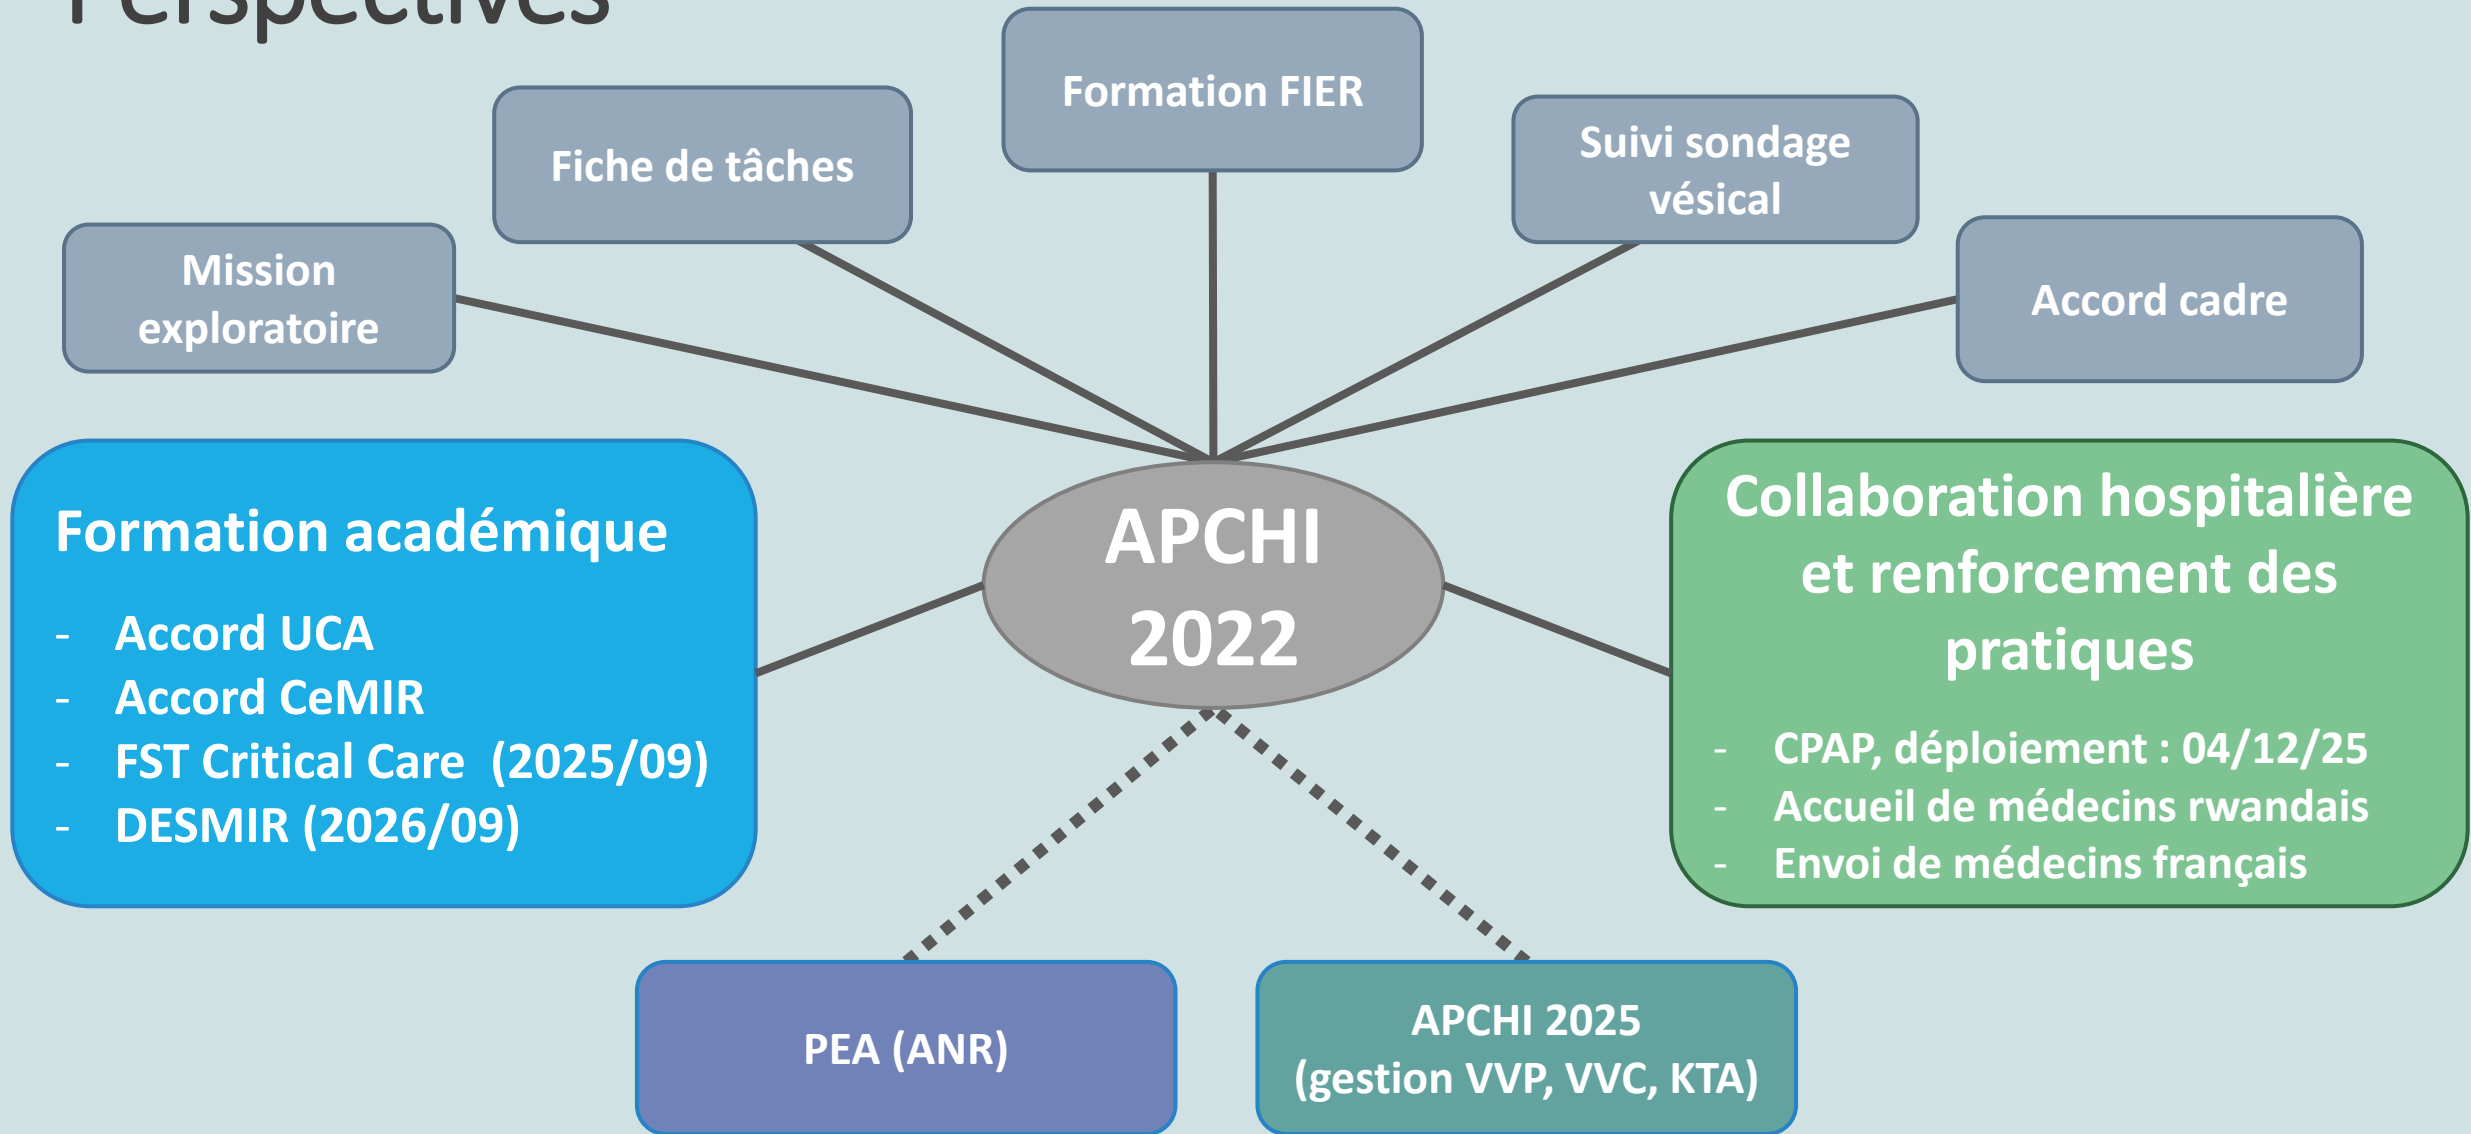 Perspectives
Formation FIER
Fiche de tâches
Suivi sondage
vésical
Mission
exploratoire
Accord cadre
APCHI
2022
Formation académique
- Accord UCA
- Accord CeMIR
- FST Critical Care (2025/09)
- DESMIR (2026/09)
Collaboration hospitalière
et renforcement des
pratiques
- CPAP, déploiement : 04/12/25
- Accueil de médecins rwandais
- Envoi de médecins français
PEA (ANR)
APCHI 2025
(gestion VVP, VVC, KTA)